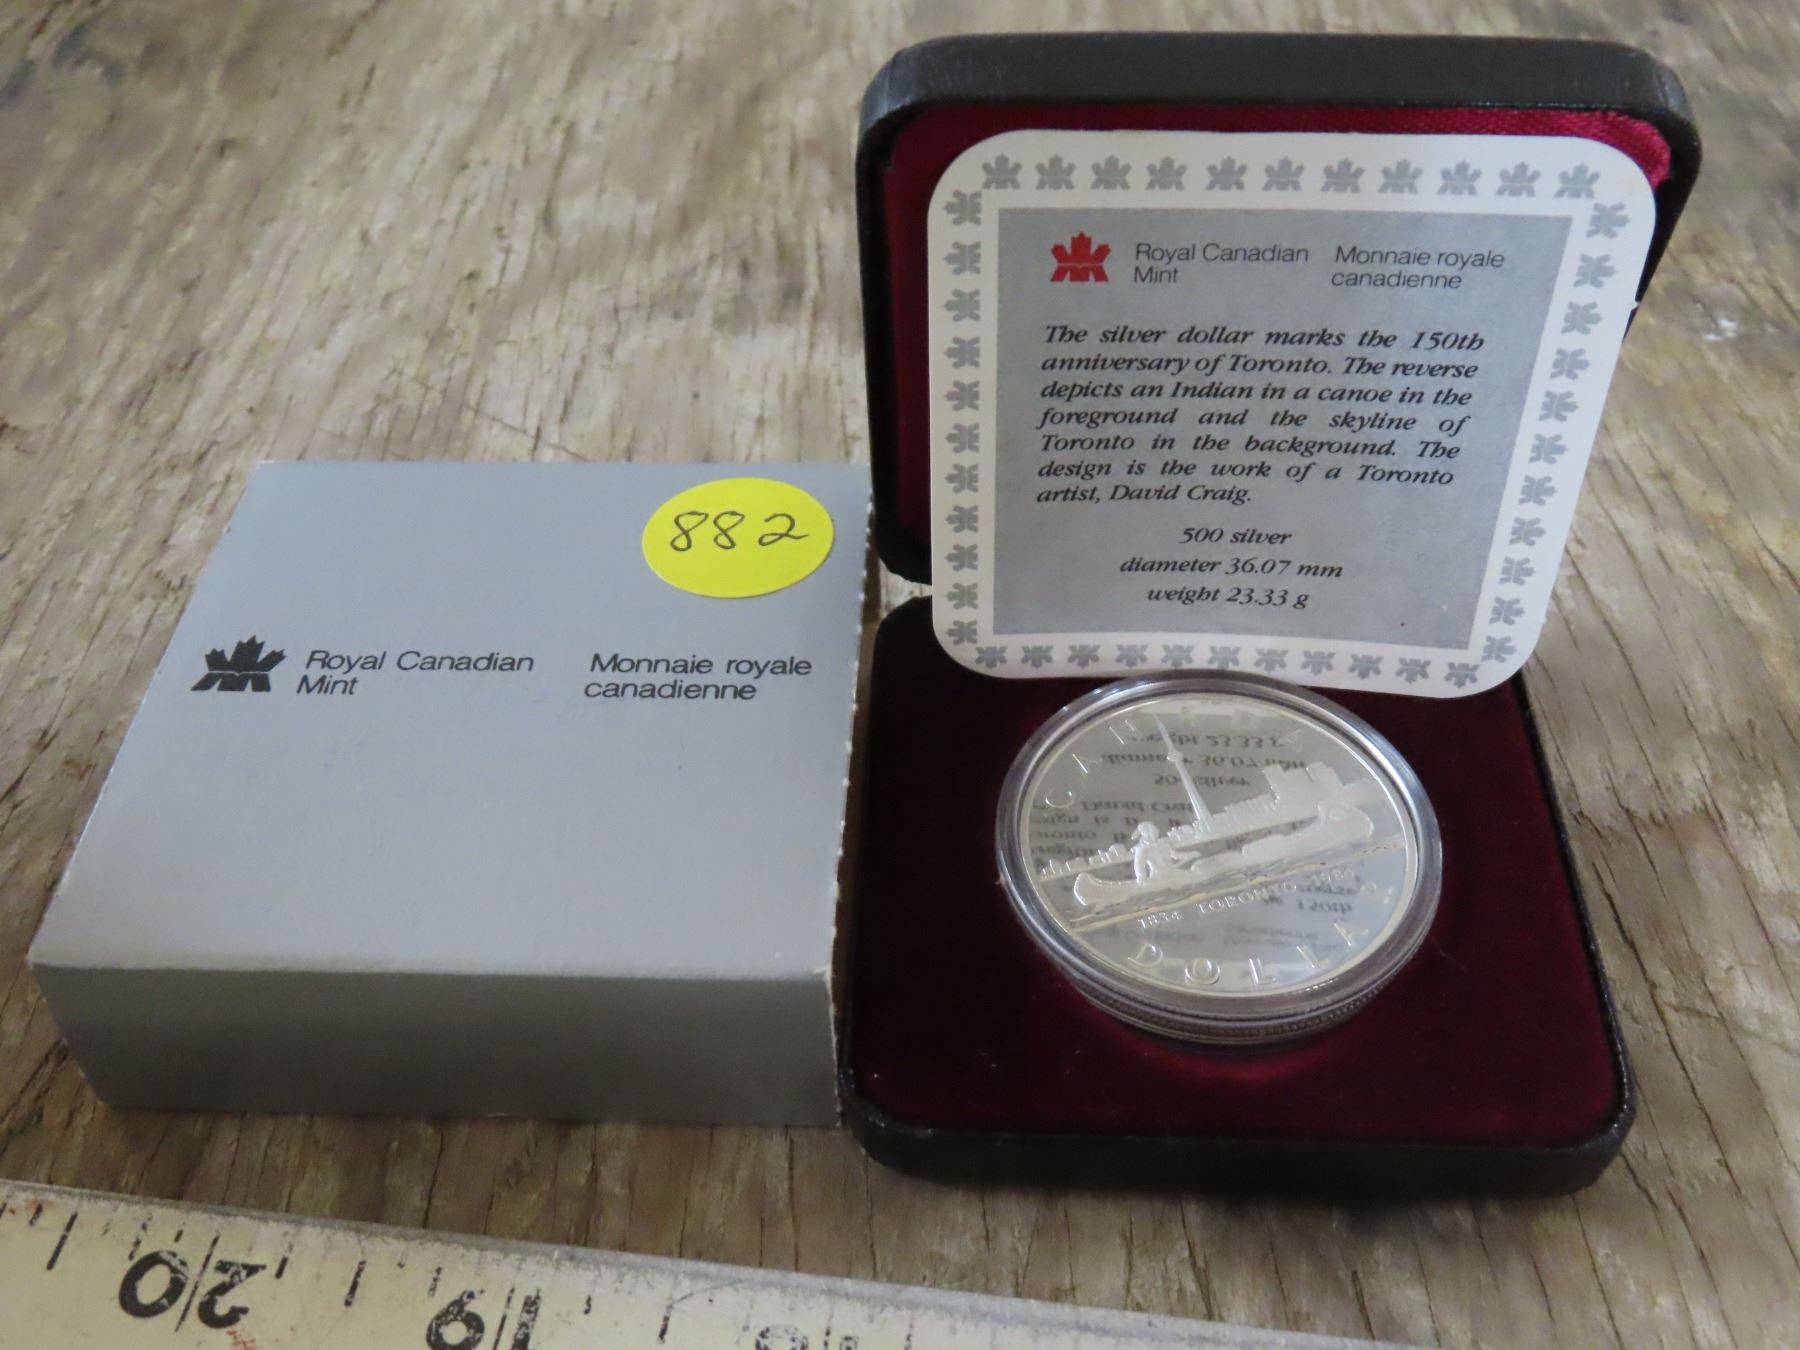 882
Royal Canadian
Mint
Monnaie royale
canadienne
Royal Canadian
Mint
Monnaie royale
canadienne
The silver dollar marks the 150th
anniversary of Toronto. The reverse
depicts an Indian in a canoe in the
foreground and the skyline of
Toronto in the background. The
design is the work of a Toronto
artist, David Craig.
500 silver
diameter 36.07 mm
weight 23.33 g
1834 TORONTO 1984
DOLLAR
20
19